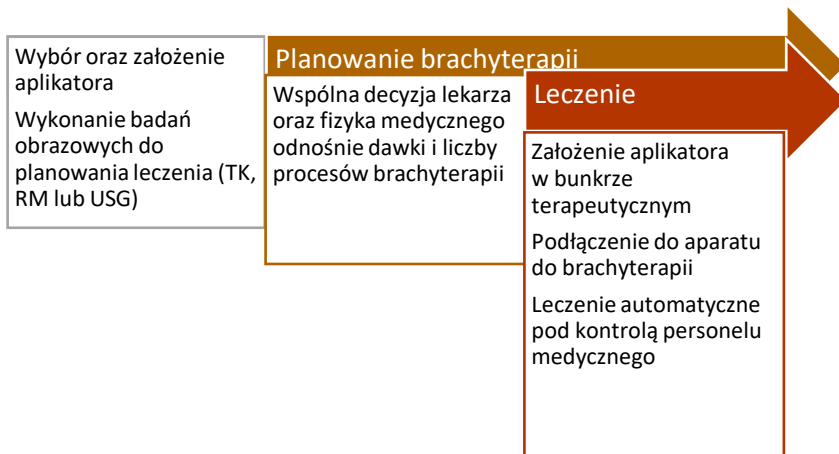 Wybór oraz założenie
aplikatora
Wykonanie badań
obrazowych do
planowania leczenia (TK,
RM lub USG)
Planowanie brachyterapii
Wspólna decyzja lekarza
oraz fizyka medycznego
odnośnie dawki i liczby
procesów brachyterapii
Leczenie
Założenie aplikatora
w bunkrze
terapeutycznym
Podłączenie do aparatu
do brachyterapii
Leczenie automatyczne
pod kontrolą personelu
medycznego